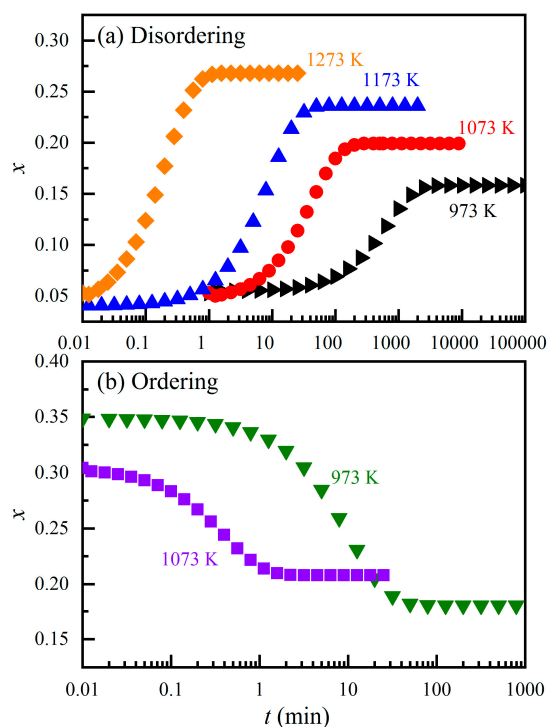 (a) Disordering
1273 K
1173 K
1073 K
973 K
x
0.30
0.25
0.20
0.15
0.10
0.05
0.01 0.1 1 10 100 1000 10000 100000
(b) Ordering
973 K
1073 K
x
0.40
0.35
0.30
0.25
0.20
0.15
0.01 0.1 1 10 100 1000
t (min)